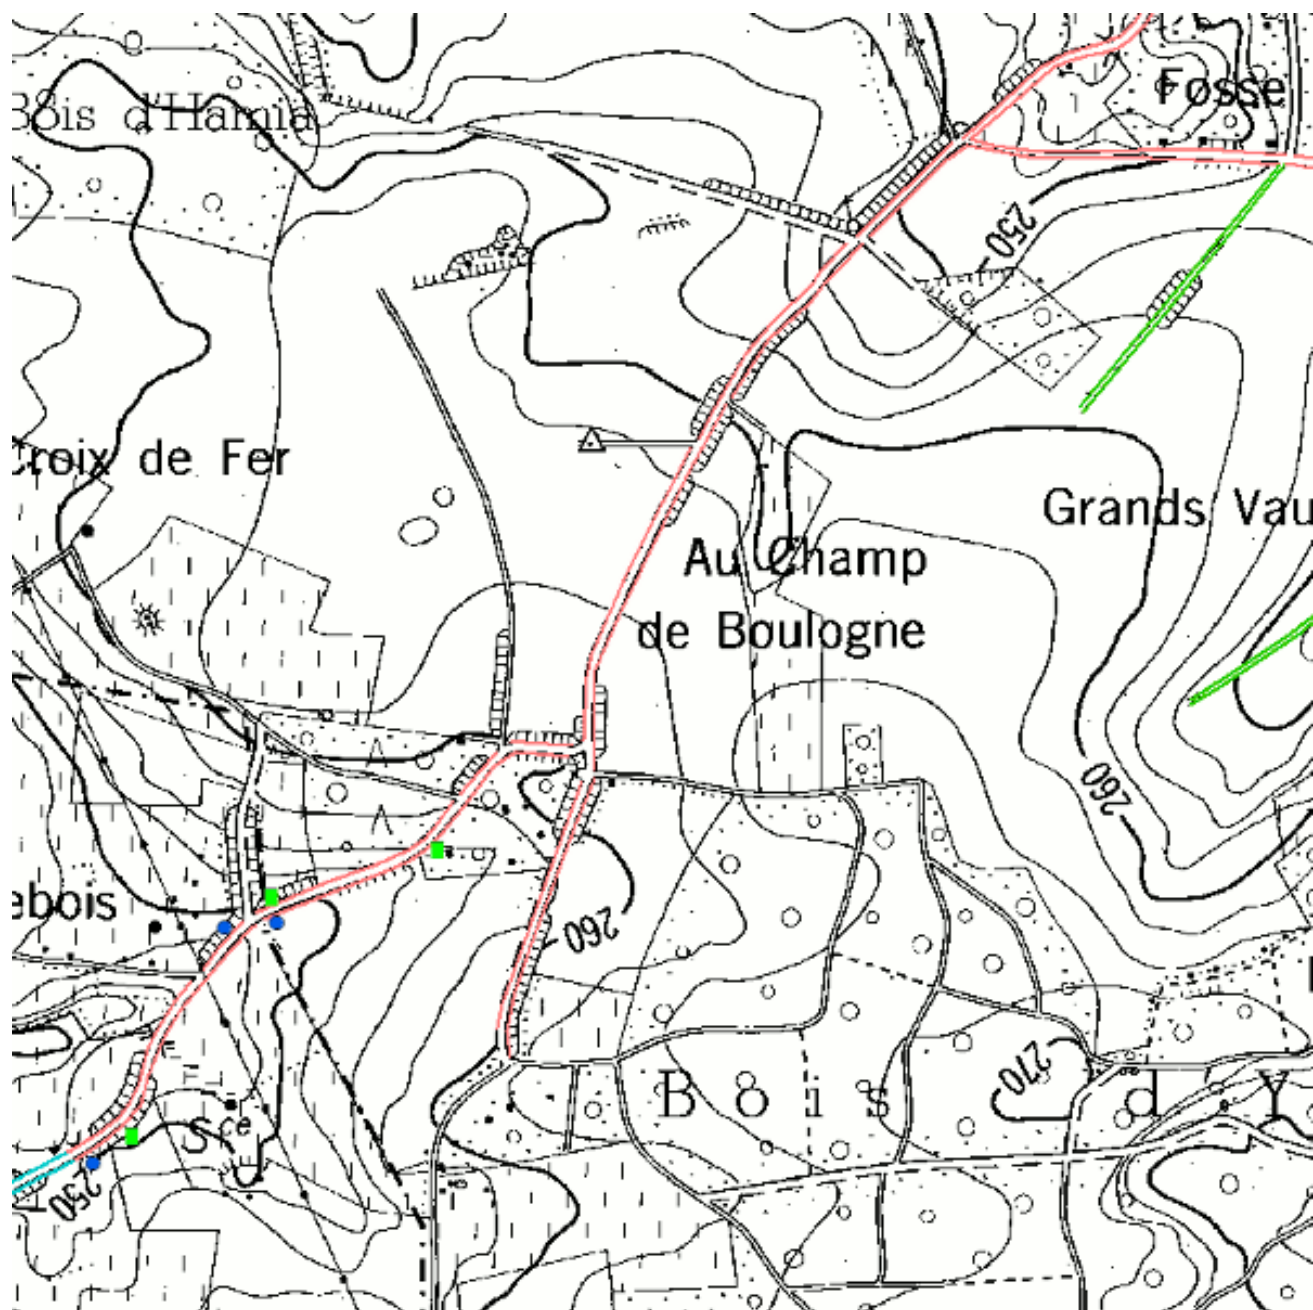 Fosse
Bois d'Hamia
250
Croix de Fer
Grands Vau
Au Champ
de Boulogne
260
ebois
260
270
Bois d Y
Sce
250